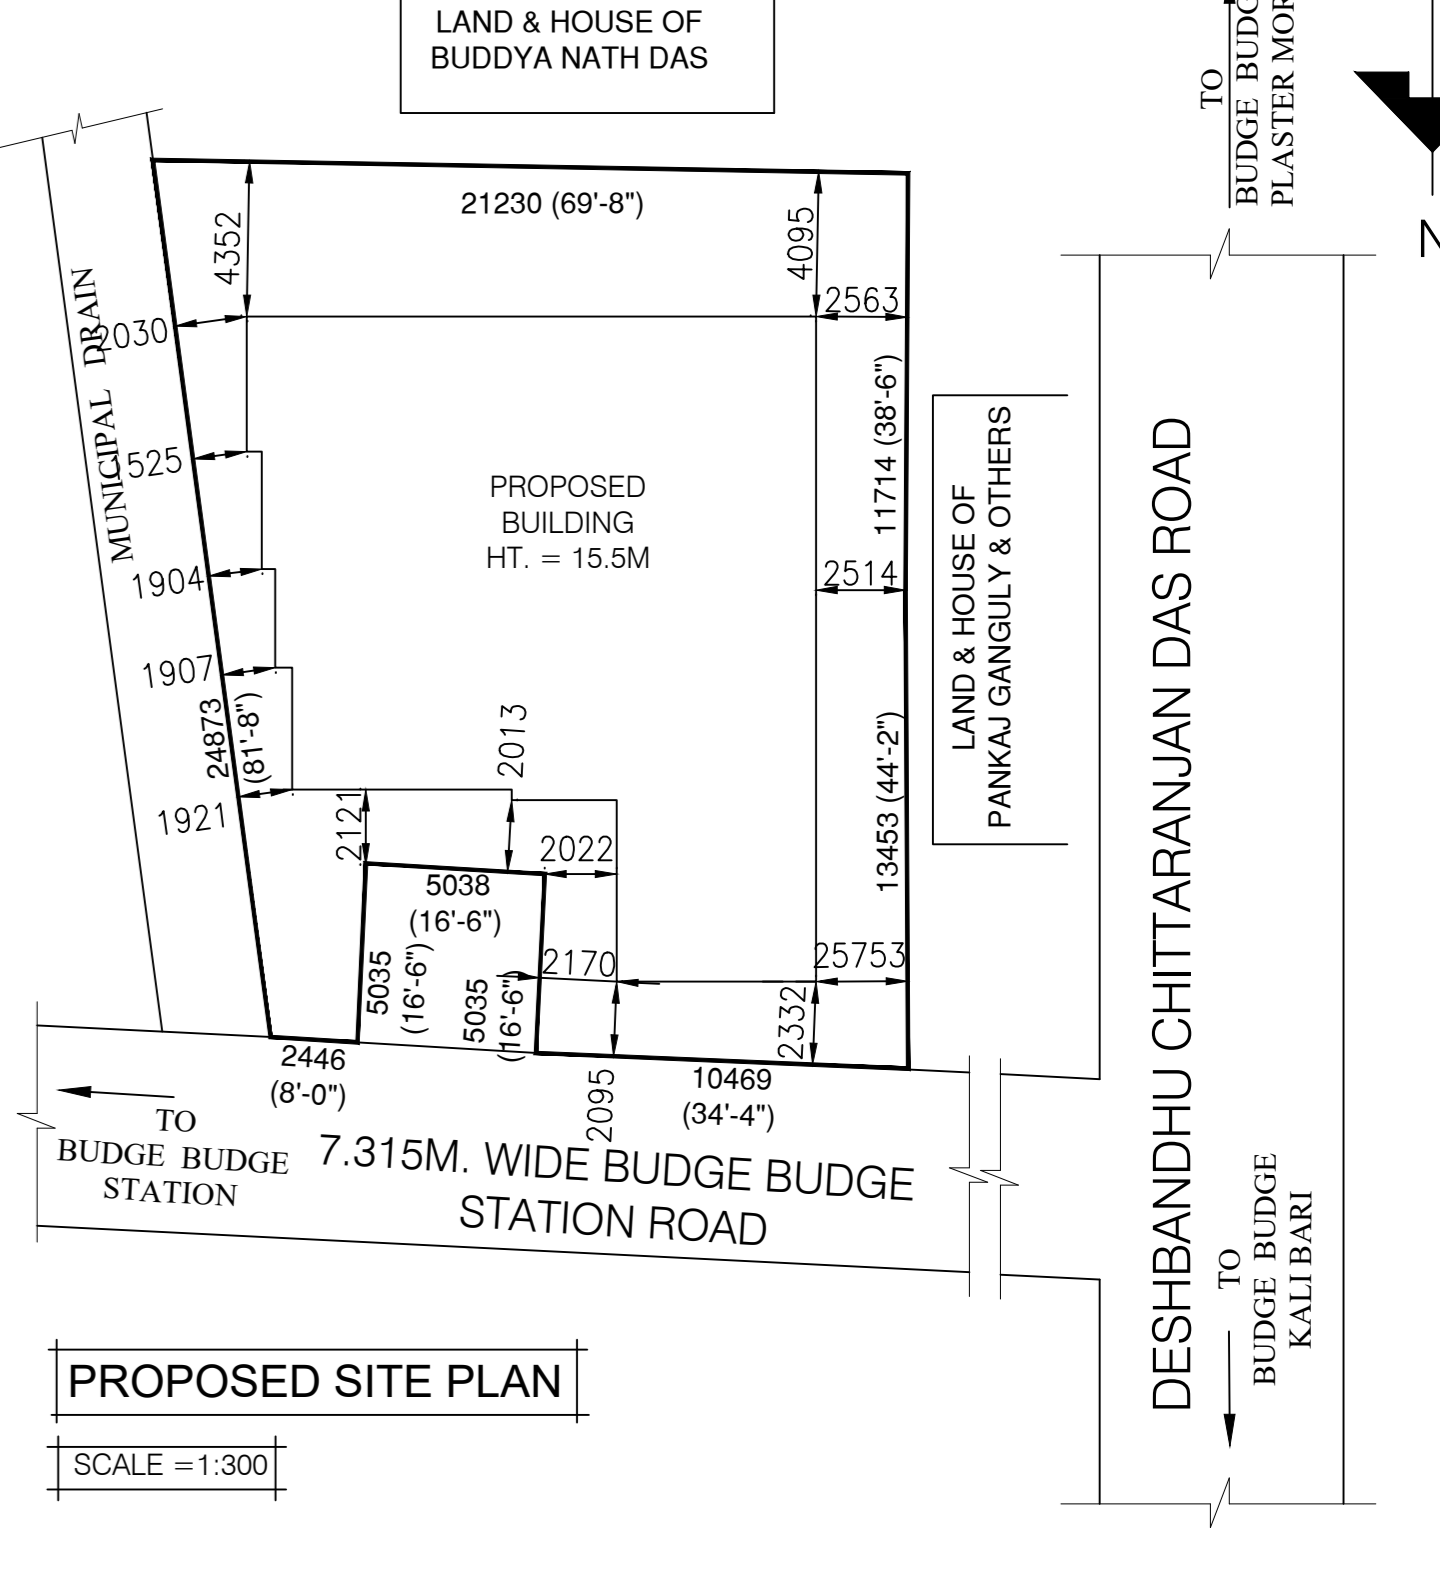 LAND & HOUSE OF
BUDDYA NATH DAS
TO
PLASTER MOR
N
21230 (69'-8")
4352
4095
2563
2030
MUNICIPAL DRAIN
1525
1904
1907
24873
(81'-8")
1921
PROPOSED
BUILDING
HT. = 15.5M
11714 (38'-6")
2514
13453 (44'-2")
LAND & HOUSE OF
PANKAJ GANGULY & OTHERS
DESHBANDHU CHITTARANJAN DAS ROAD
2013
2121
2022
5038
(16'-6")
5035
(16'-6")
5035
(16'-6")
2170
25753
2332
2446
(8'-0")
2095
10469
(34'-4")
TO
BUDGE BUDGE
STATION
7.315M. WIDE BUDGE BUDGE
STATION ROAD
TO
BUDGE BUDGE
KALI BARI
PROPOSED SITE PLAN
SCALE =1:300